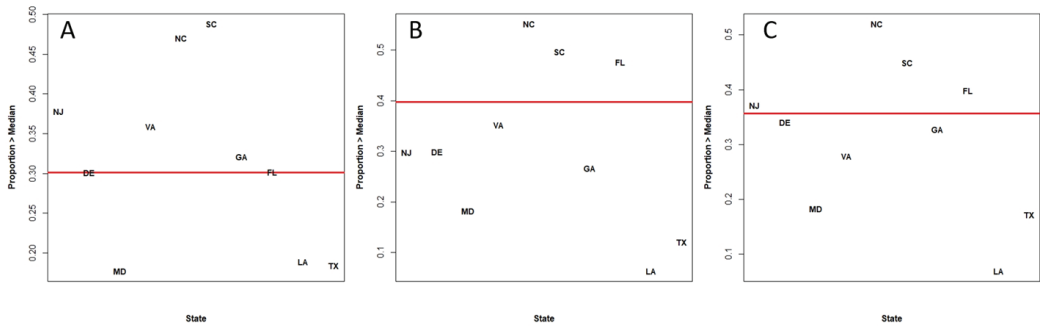 A
Proportion > Median
0.50
0.45
0.40
0.35
0.30
0.25
0.20
SC
NC
NJ
VA
GA
DE
FL
LA
TX
MD
State
B
Proportion > Median
0.5
0.4
0.3
0.2
0.1
NC
SC
FL
VA
NJ
DE
GA
MD
TX
LA
State
C
Proportion > Median
0.5
0.4
0.3
0.2
0.1
NC
SC
FL
NJ
DE
GA
VA
MD
TX
LA
State